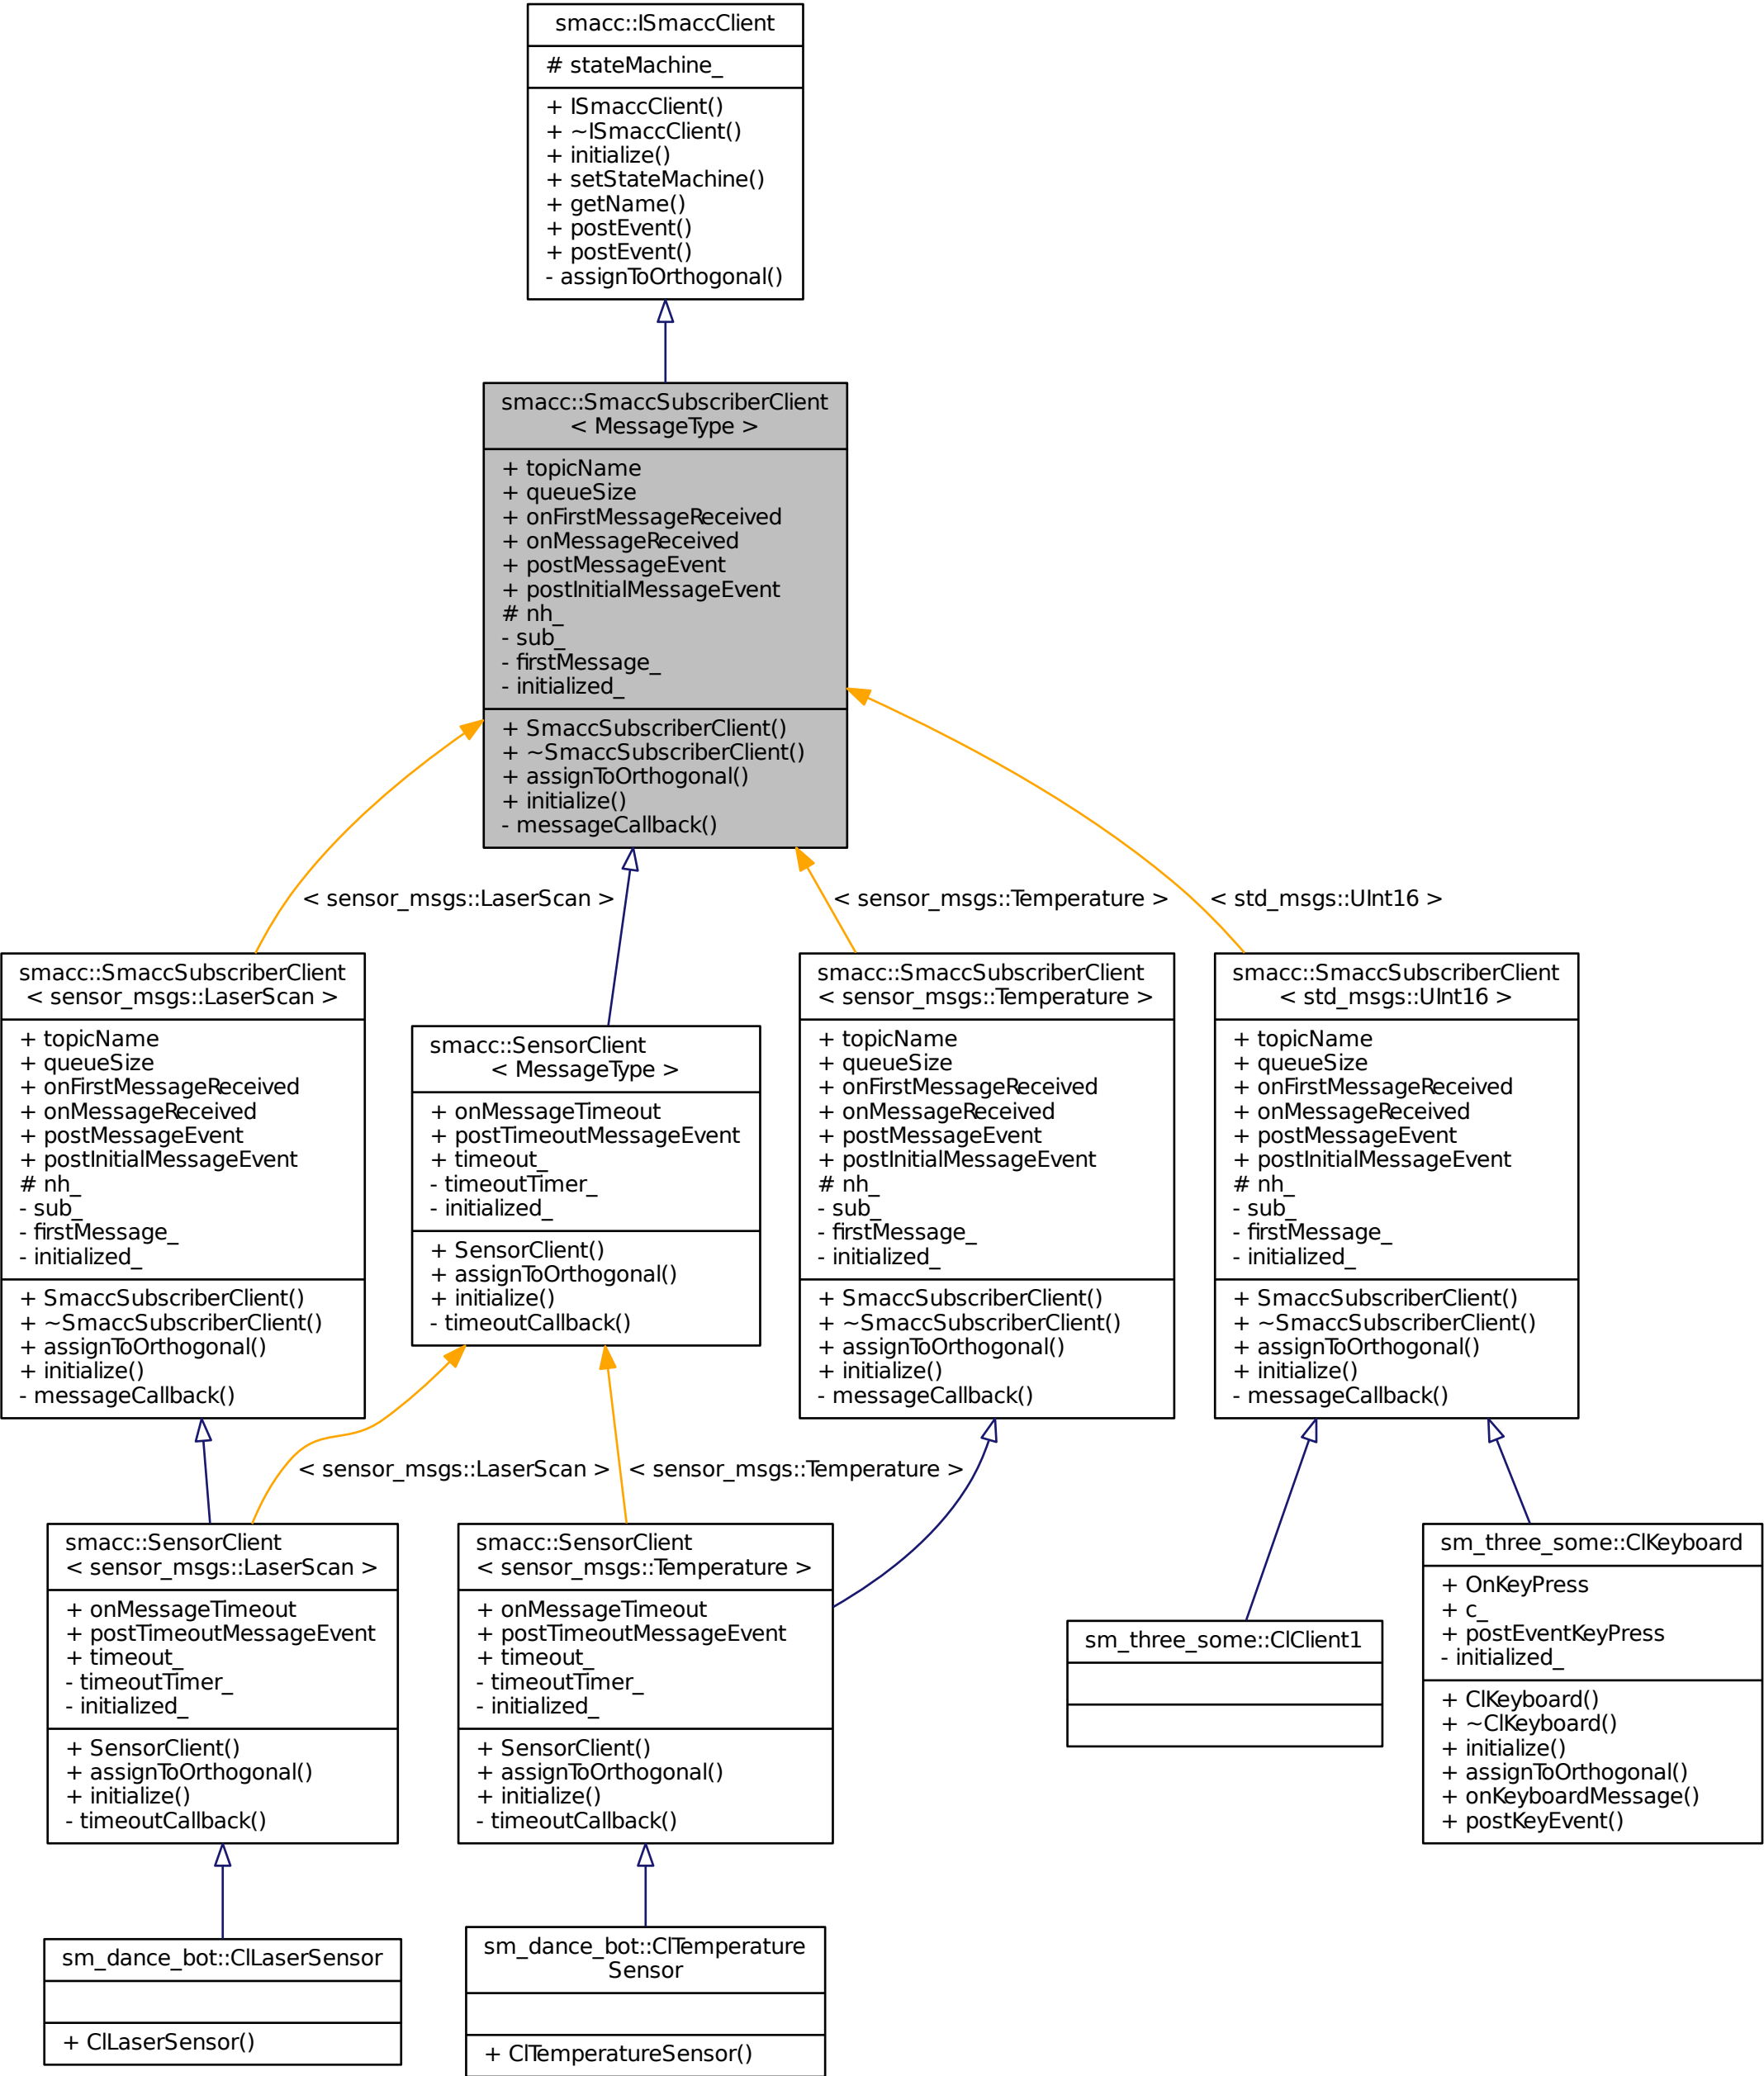 smacc::ISmaccClient
# stateMachine_
+ ISmaccClient()
+ ~ISmaccClient()
+ initialize()
+ setStateMachine()
+ getName()
+ postEvent()
+ postEvent()
- assignToOrthogonal()
smacc::SmaccSubscriberClient
< MessageType >
+ topicName
+ queueSize
+ onFirstMessageReceived
+ onMessageReceived
+ postMessageEvent
+ postInitialMessageEvent
# nh_
- sub_
- firstMessage_
- initialized_
+ SmaccSubscriberClient()
+ ~SmaccSubscriberClient()
+ assignToOrthogonal()
+ initialize()
- messageCallback()
< sensor_msgs::LaserScan >
< sensor_msgs::Temperature >
< std_msgs::UInt16 >
smacc::SmaccSubscriberClient
< sensor_msgs::LaserScan >
+ topicName
+ queueSize
+ onFirstMessageReceived
+ onMessageReceived
+ postMessageEvent
+ postInitialMessageEvent
# nh_
- sub_
- firstMessage_
- initialized_
+ SmaccSubscriberClient()
+ ~SmaccSubscriberClient()
+ assignToOrthogonal()
+ initialize()
- messageCallback()
smacc::SensorClient
< MessageType >
+ onMessageTimeout
+ postTimeoutMessageEvent
+ timeout_
- timeoutTimer_
- initialized_
+ SensorClient()
+ assignToOrthogonal()
+ initialize()
- timeoutCallback()
smacc::SmaccSubscriberClient
< sensor_msgs::Temperature >
+ topicName
+ queueSize
+ onFirstMessageReceived
+ onMessageReceived
+ postMessageEvent
+ postInitialMessageEvent
# nh_
- sub_
- firstMessage_
- initialized_
+ SmaccSubscriberClient()
+ ~SmaccSubscriberClient()
+ assignToOrthogonal()
+ initialize()
- messageCallback()
smacc::SmaccSubscriberClient
< std_msgs::UInt16 >
+ topicName
+ queueSize
+ onFirstMessageReceived
+ onMessageReceived
+ postMessageEvent
+ postInitialMessageEvent
# nh_
- sub_
- firstMessage_
- initialized_
+ SmaccSubscriberClient()
+ ~SmaccSubscriberClient()
+ assignToOrthogonal()
+ initialize()
- messageCallback()
< sensor_msgs::LaserScan >
< sensor_msgs::Temperature >
smacc::SensorClient
< sensor_msgs::LaserScan >
+ onMessageTimeout
+ postTimeoutMessageEvent
+ timeout_
- timeoutTimer_
- initialized_
+ SensorClient()
+ assignToOrthogonal()
+ initialize()
- timeoutCallback()
smacc::SensorClient
< sensor_msgs::Temperature >
+ onMessageTimeout
+ postTimeoutMessageEvent
+ timeout_
- timeoutTimer_
- initialized_
+ SensorClient()
+ assignToOrthogonal()
+ initialize()
- timeoutCallback()
sm_three_some::ClClient1
sm_three_some::ClKeyboard
+ OnKeyPress
+ c_
+ postEventKeyPress
- initialized_
+ ClKeyboard()
+ ~ClKeyboard()
+ initialize()
+ assignToOrthogonal()
+ onKeyboardMessage()
+ postKeyEvent()
sm_dance_bot::ClLaserSensor
+ ClLaserSensor()
sm_dance_bot::ClTemperature
Sensor
+ ClTemperatureSensor()